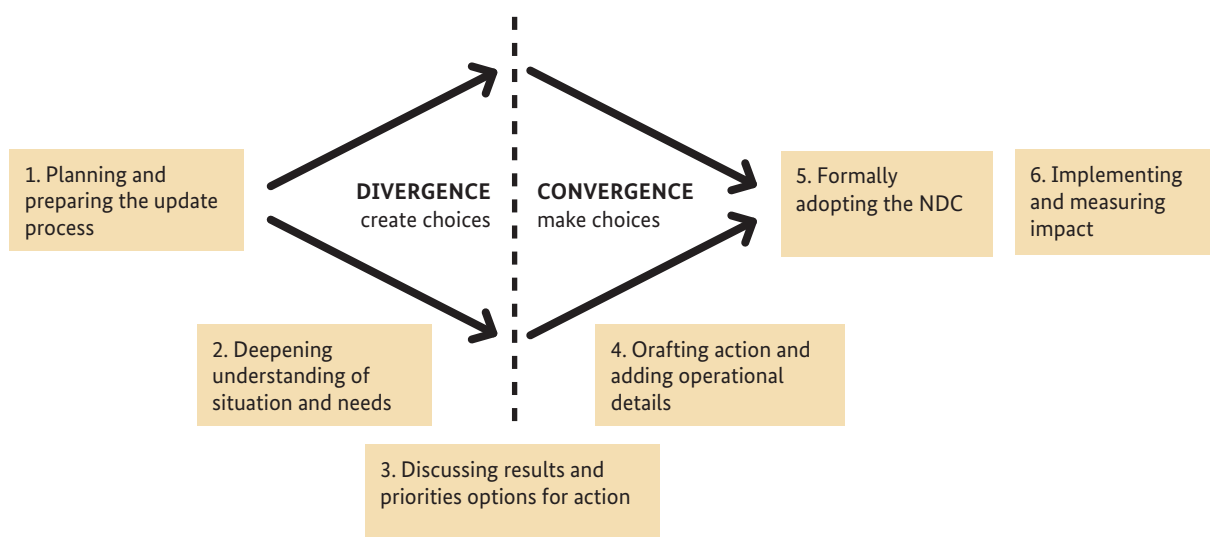 1. Planning and
preparing the update
process
DIVERGENCE
create choices
CONVERGENCE
make choices
5. Formally
adopting the NDC
6. Implementing
and measuring
impact
2. Deepening
understanding of
situation and needs
4. Orafting action and
adding operational
details
3. Discussing results and
priorities options for action